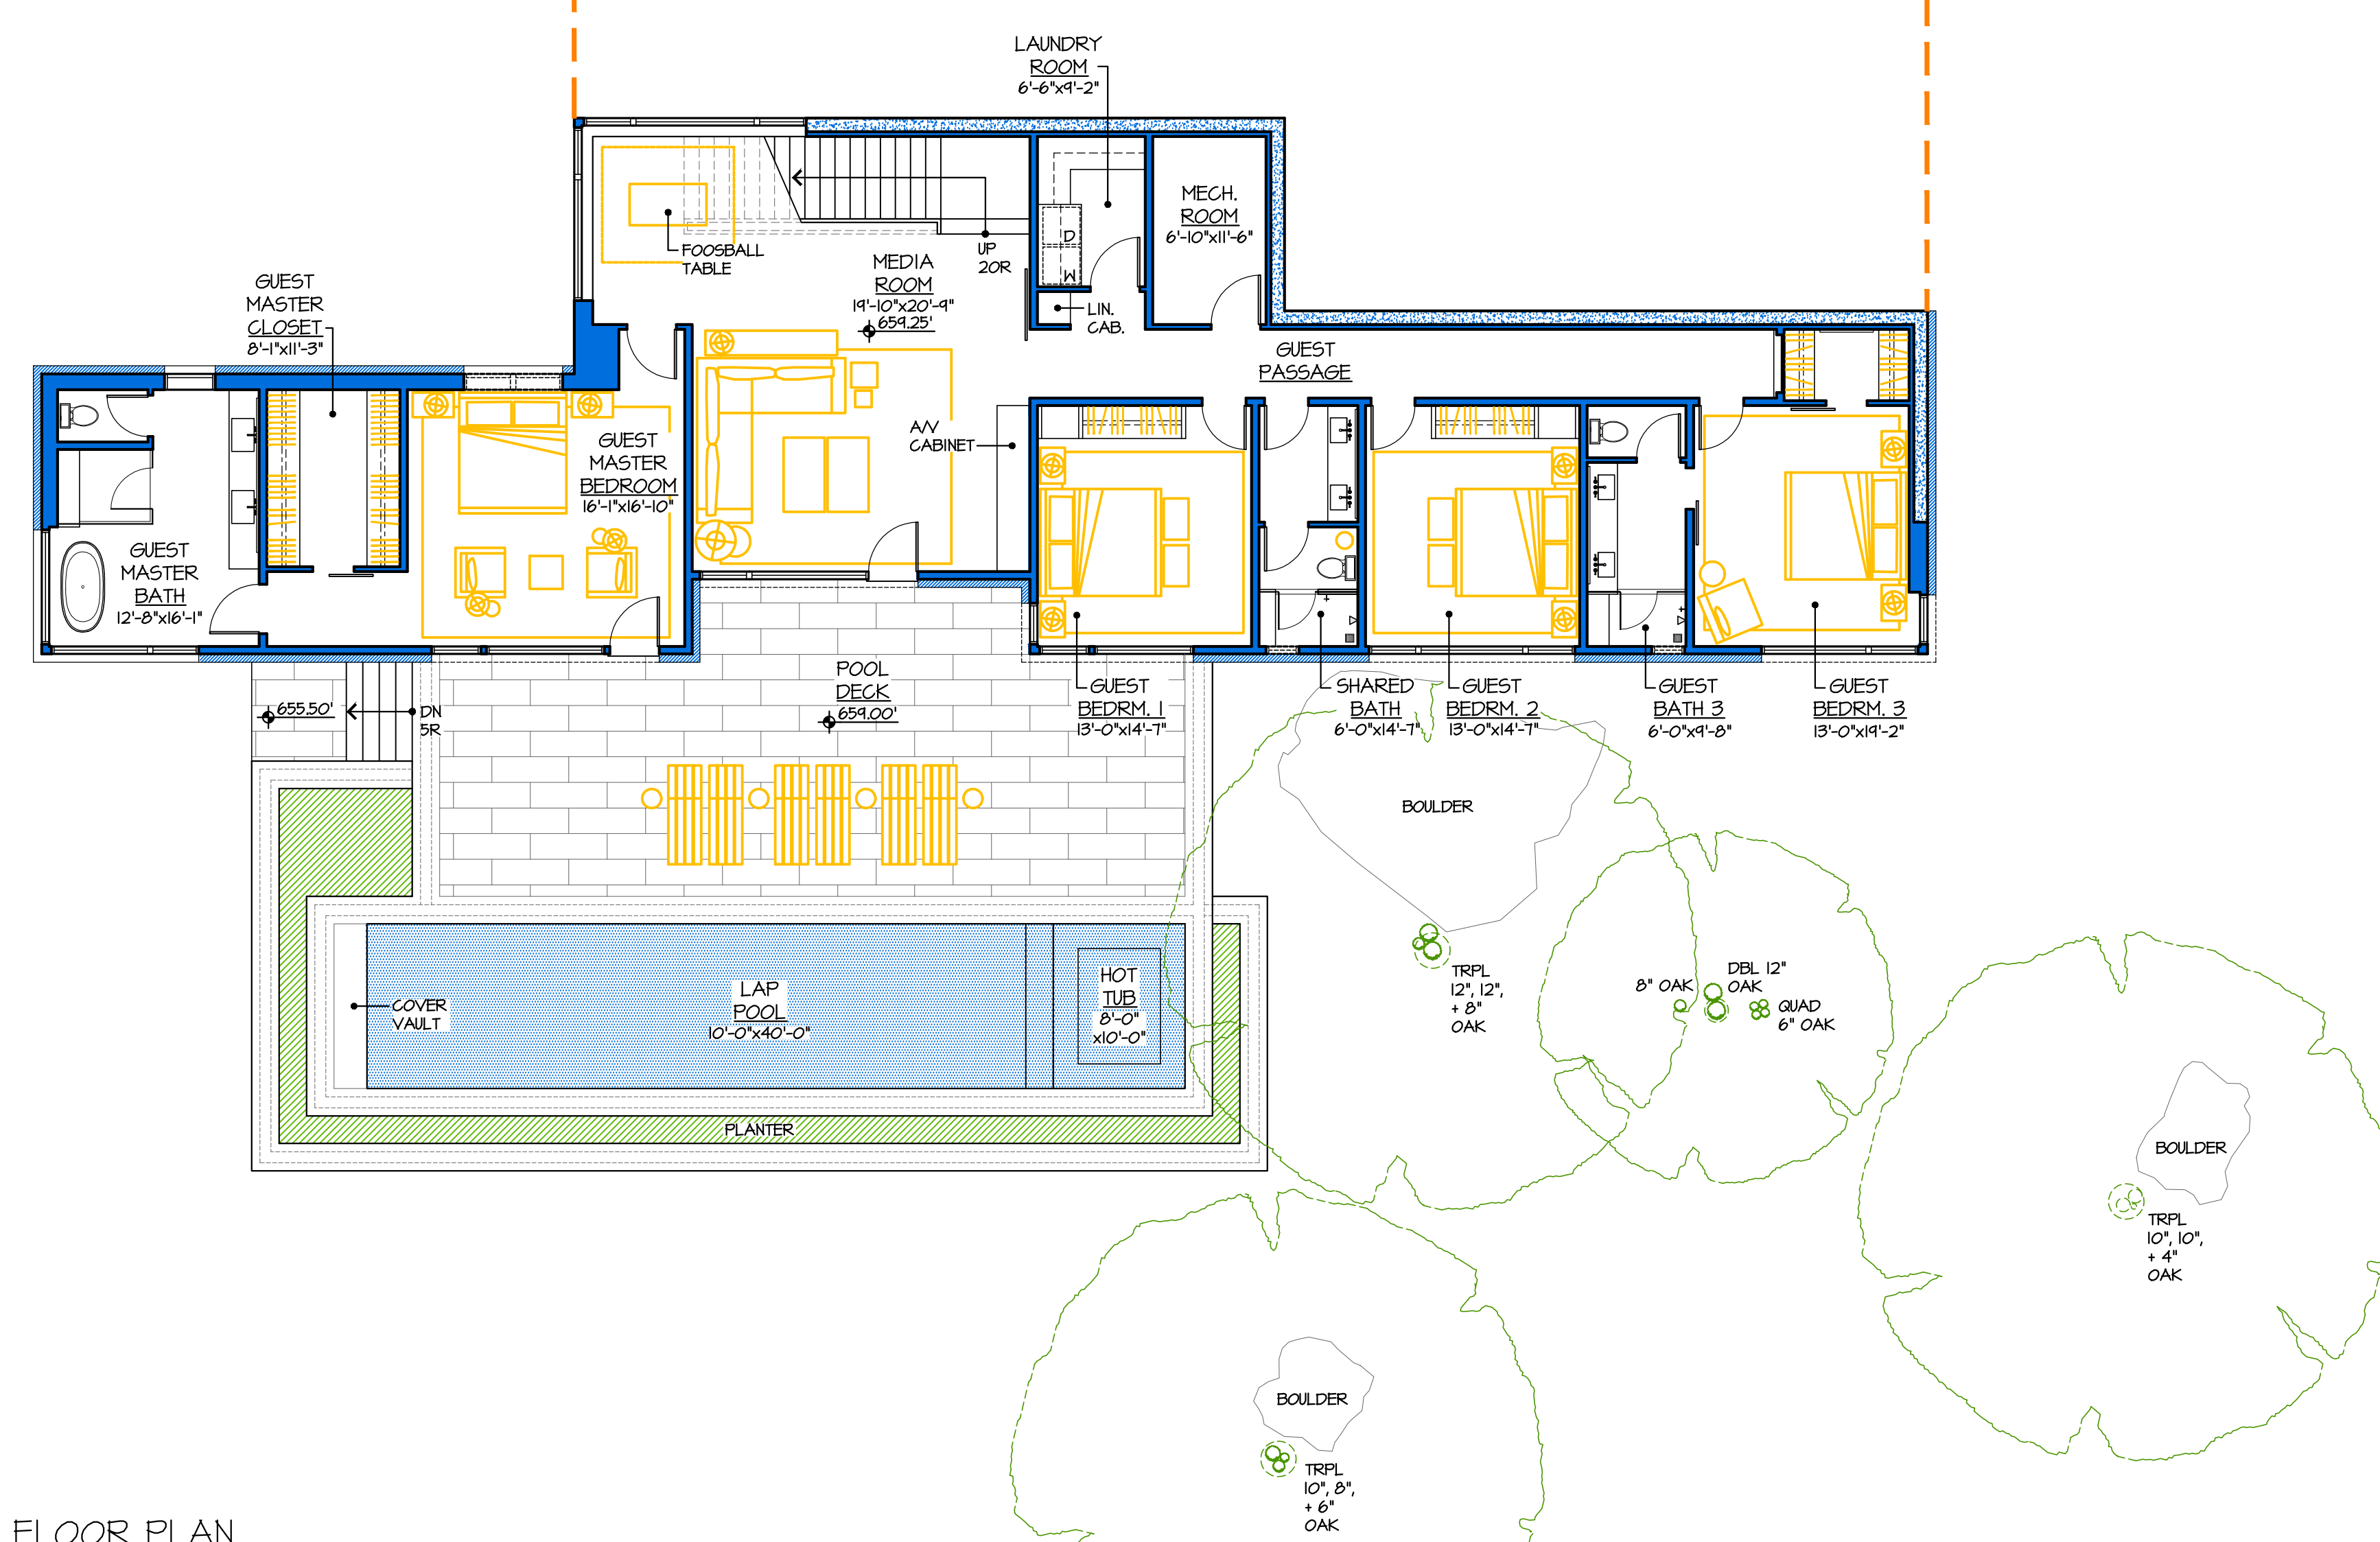 LAUNDRY
ROOM
6'-6"x9'-2"
MECH.
ROOM
6'-10"x11'-6"
D
W
LIN.
CAB.
FOOSBALL
TABLE
UP
20R
MEDIA
ROOM
19'-10"x20'-9"
659.25'
GUEST
MASTER
CLOSET
8'-1"x11'-3"
GUEST
PASSAGE
A/V
CABINET
GUEST
MASTER
BEDROOM
16'-1"x16'-10"
GUEST
MASTER
BATH
12'-8"x16'-1"
POOL
DECK
659.00'
655.50'
DN
5R
GUEST
BEDRM. 1
13'-0"x14'-7"
SHARED
BATH
6'-0"x14'-7"
GUEST
BEDRM. 2
13'-0"x14'-7"
GUEST
BATH 3
6'-0"x9'-8"
GUEST
BEDRM. 3
13'-0"x19'-2"
BOULDER
COVER
VAULT
LAP
POOL
10'-0"x40'-0"
HOT
TUB
8'-0"
x10'-0"
PLANTER
TRPL
12", 12",
+ 8"
OAK
8" OAK
DBL 12"
OAK
QUAD
6" OAK
BOULDER
TRPL
10", 10",
+ 4"
OAK
BOULDER
TRPL
10", 8",
+ 6"
OAK
FLOOR PLAN